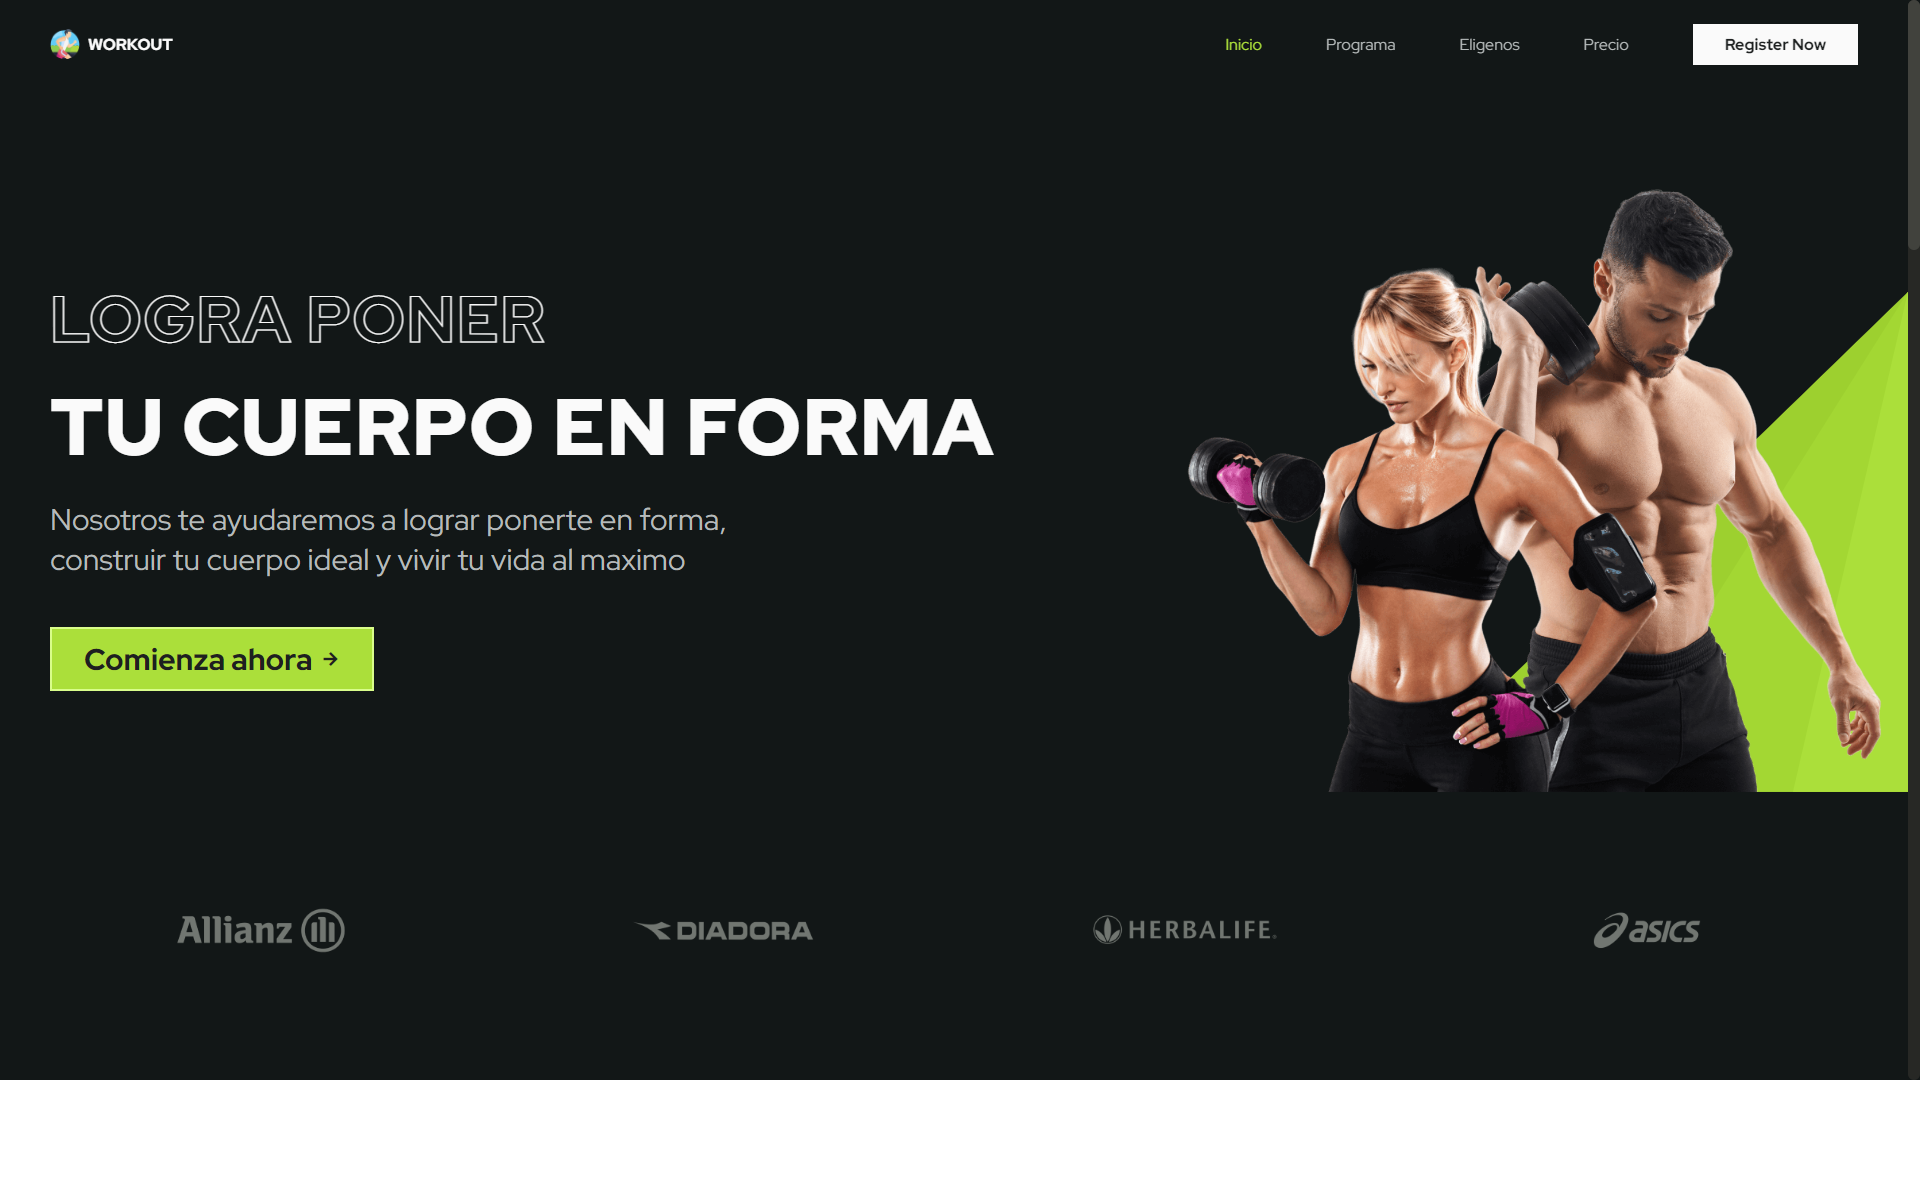 WORKOUT
Inicio
Programa
Eligenos
Precio
Register Now
LOGRA PONER
TU CUERPO EN FORMA
Nosotros te ayudaremos a lograr ponerte en forma,
construir tu cuerpo ideal y vivir tu vida al maximo
Comienza ahora →
Allianz
DIADORA
HERBALIFE
asics